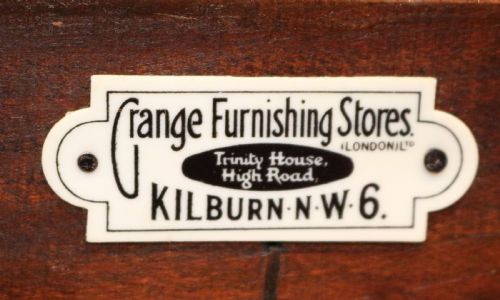 Grange Furnishing Stores.
(LONDON) LTD
Trinity House,
High Road,
KILBURN·N·W·6.